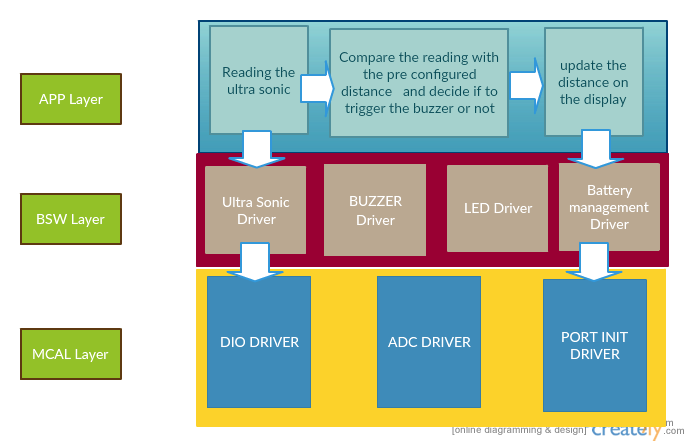 Reading the
ultra sonic
Compare the reading with
the pre configured
distance and decide if to
trigger the buzzer or not
update the
distance on
the display
APP Layer
Ultra Sonic
Driver
BUZZER
Driver
LED Driver
Battery
management
Driver
BSW Layer
DIO DRIVER
ADC DRIVER
PORT INIT
DRIVER
MCAL Layer
[online diagramming & design] creately.com